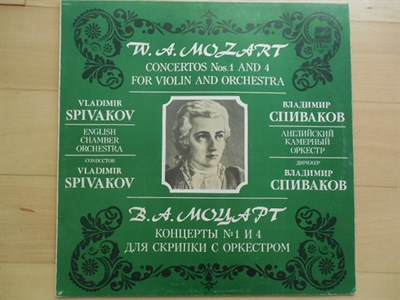 W. A. MOZART
CONCERTOS Nos. 1 AND 4
FOR VIOLIN AND ORCHESTRA
VLADIMIR
SPIVAKOV
ENGLISH
CHAMBER
ORCHESTRA
CONDUCTOR
VLADIMIR
SPIVAKOV
ВЛАДИМИР
СПИВАКОВ
АНГЛИЙСКИЙ
КАМЕРНЫЙ
ОРКЕСТР
ДИРИЖЕР
ВЛАДИМИР
СПИВАКОВ
В. А. МОЦАРТ
КОНЦЕРТЫ №1 И 4
ДЛЯ СКРИПКИ С ОРКЕСТРОМ